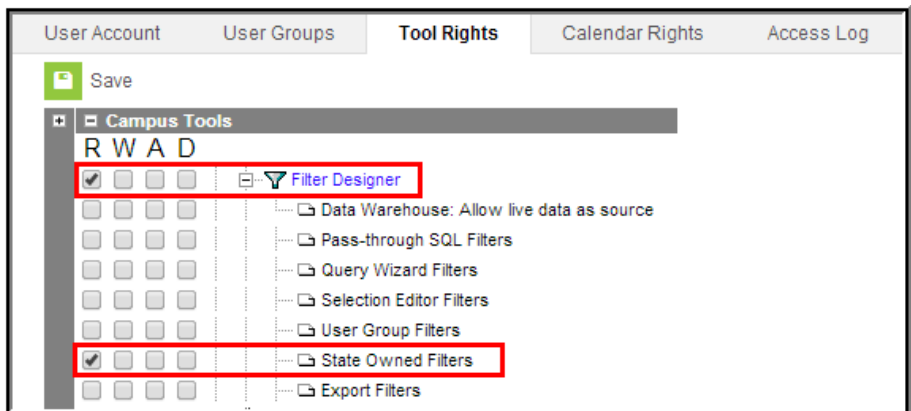 User Account User Groups Tool Rights Calendar Rights Access Log
Save
Campus Tools
R W A D
Filter Designer
Data Warehouse: Allow live data as source
Pass-through SQL Filters
Query Wizard Filters
Selection Editor Filters
User Group Filters
State Owned Filters
Export Filters